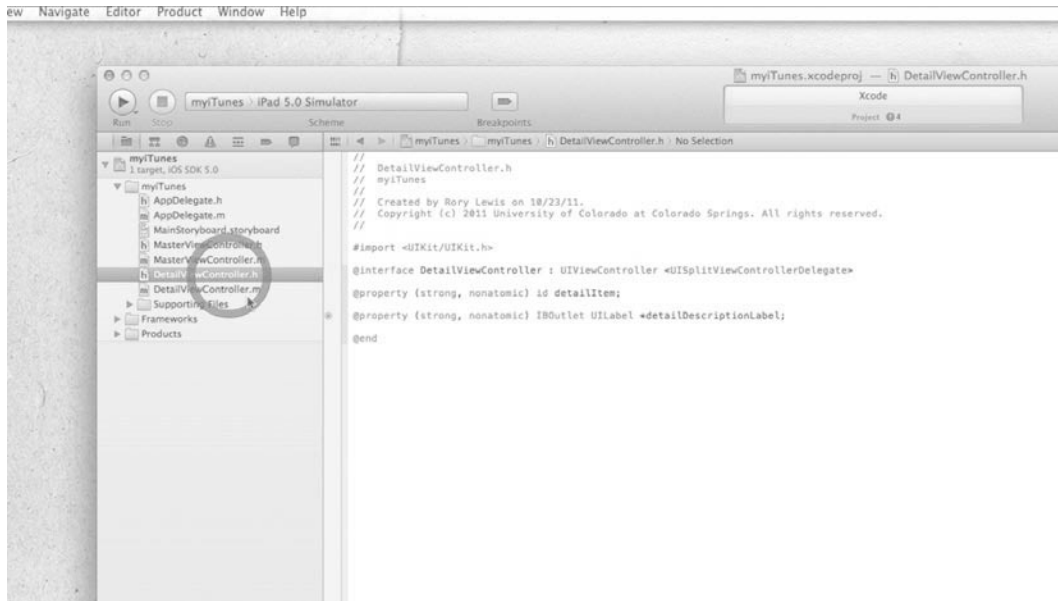 ew Navigate Editor Product Window Help
myiTunes.xcodeproj — h DetailViewController.h
myiTunes › iPad 5.0 Simulator
Xcode
Run Stop Scheme Breakpoints
Project 4
myiTunes › myiTunes › h DetailViewController.h › No Selection
myiTunes
1 target, iOS SDK 5.0
myiTunes
h AppDelegate.h
m AppDelegate.m
MainStoryboard.storyboard
h MasterViewController.h
m MasterViewController.m
h DetailViewController.h
m DetailViewController.m
Supporting Files
Frameworks
Products
//
// DetailViewController.h
// myiTunes
//
// Created by Rory Lewis on 10/23/11.
// Copyright (c) 2011 University of Colorado at Colorado Springs. All rights reserved.
//
#import <UIKit/UIKit.h>
@interface DetailViewController : UIViewController <UISplitViewControllerDelegate>
@property (strong, nonatomic) id detailItem;
@property (strong, nonatomic) IBOutlet UILabel *detailDescriptionLabel;
@end